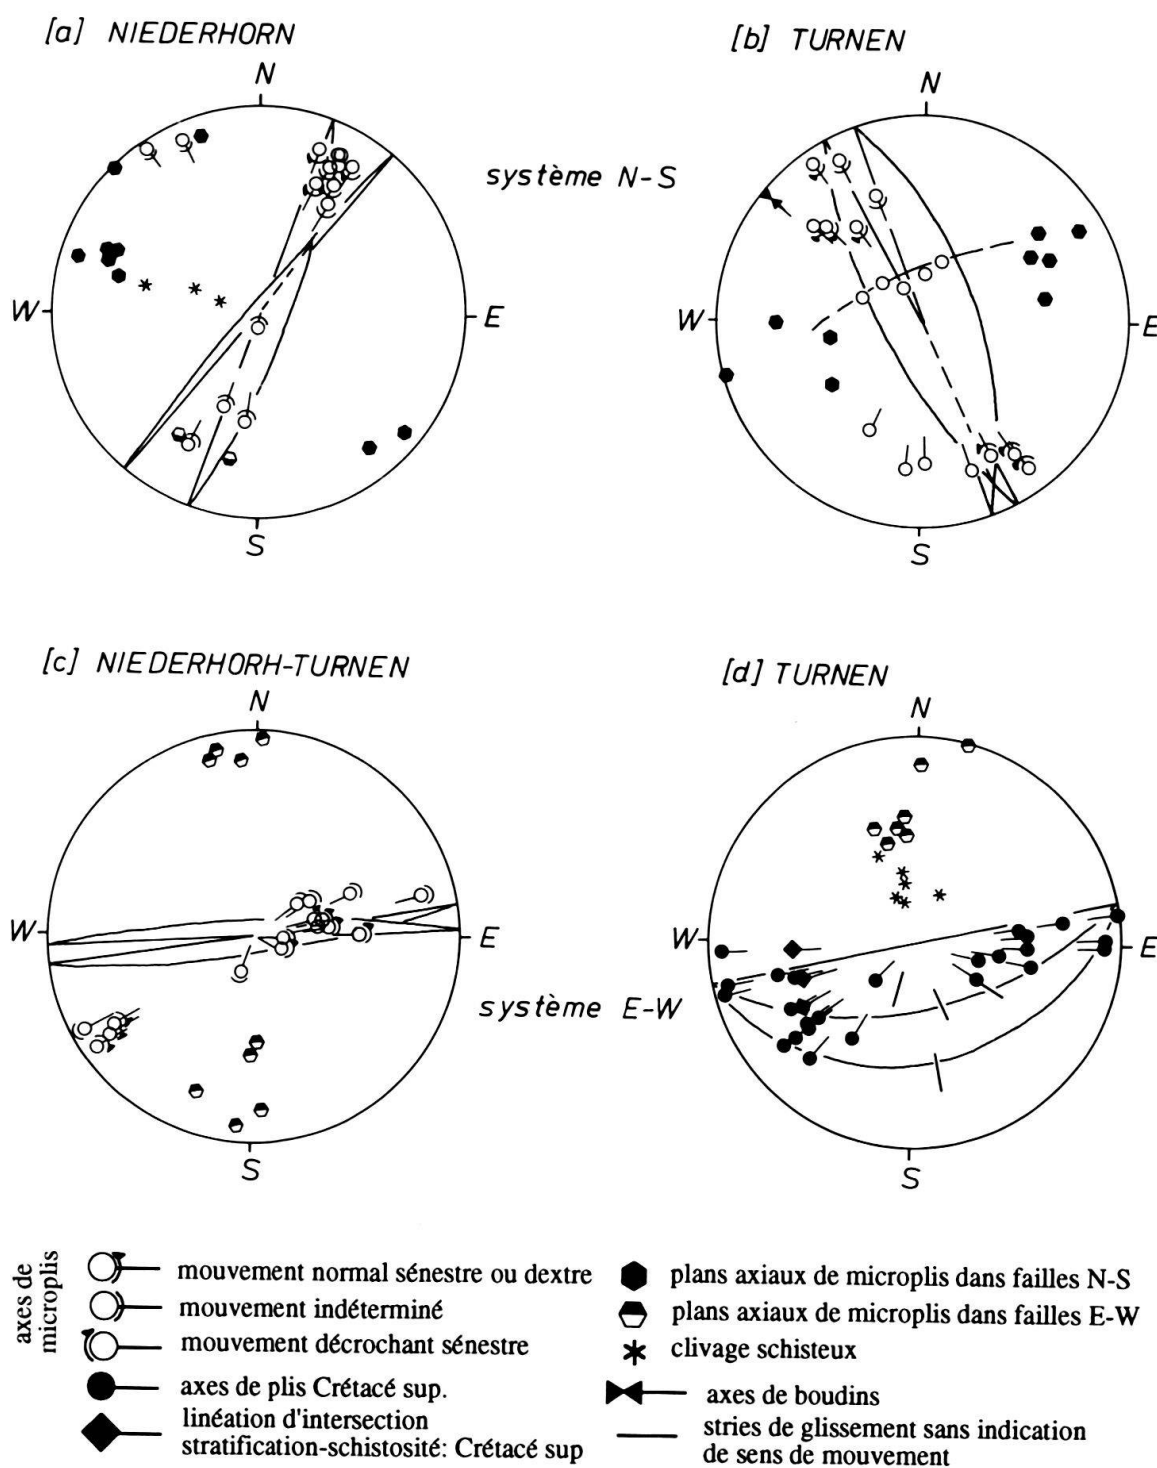 [a] NIEDERHORN
[b] TURNEN
N
N
système N-S
W
E
W
E
S
S
[c] NIEDERHORH-TURNEN
[d] TURNEN
N
N
W
E
W
E
système E-W
S
S
axes de
microplis
mouvement normal sénestre ou dextre
mouvement indéterminé
mouvement décrochant sénestre
axes de plis Crétacé sup.
linéation d'intersection
stratification-schistosité: Crétacé sup
plans axiaux de microplis dans failles N-S
plans axiaux de microplis dans failles E-W
clivage schisteux
axes de boudins
stries de glissement sans indication
de sens de mouvement